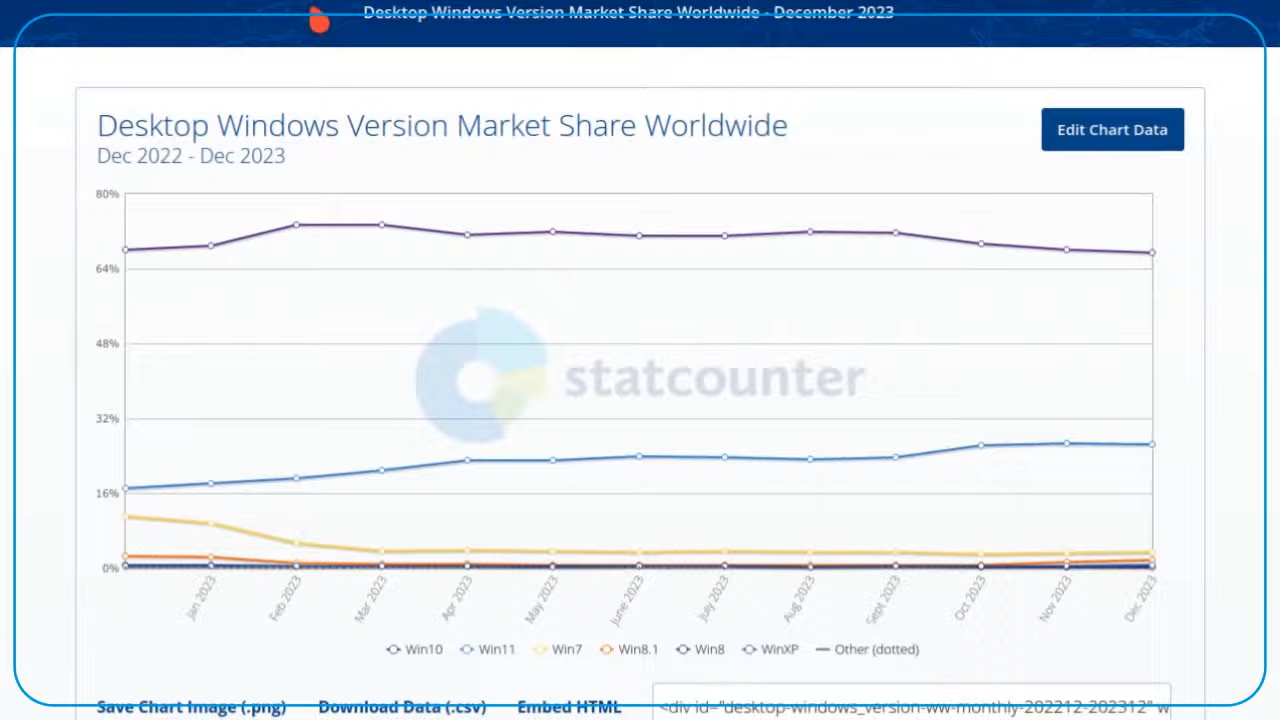 Desktop Windows Version Market Share Worldwide - December 2023
Desktop Windows Version Market Share Worldwide
Dec 2022 - Dec 2023
Edit Chart Data
80%
64%
48%
32%
16%
0%
statcounter
Jan 2023
Feb 2023
Mar 2023
Apr 2023
May 2023
June 2023
July 2023
Aug 2023
Sept 2023
Oct 2023
Nov 2023
Dec 2023
Win10 Win11 Win7 Win8.1 Win8 WinXP Other (dotted)
Save Chart Image (.png) Download Data (.csv) Embed HTML <div id="desktop-windows_version-ww-monthly-202212-202312" w